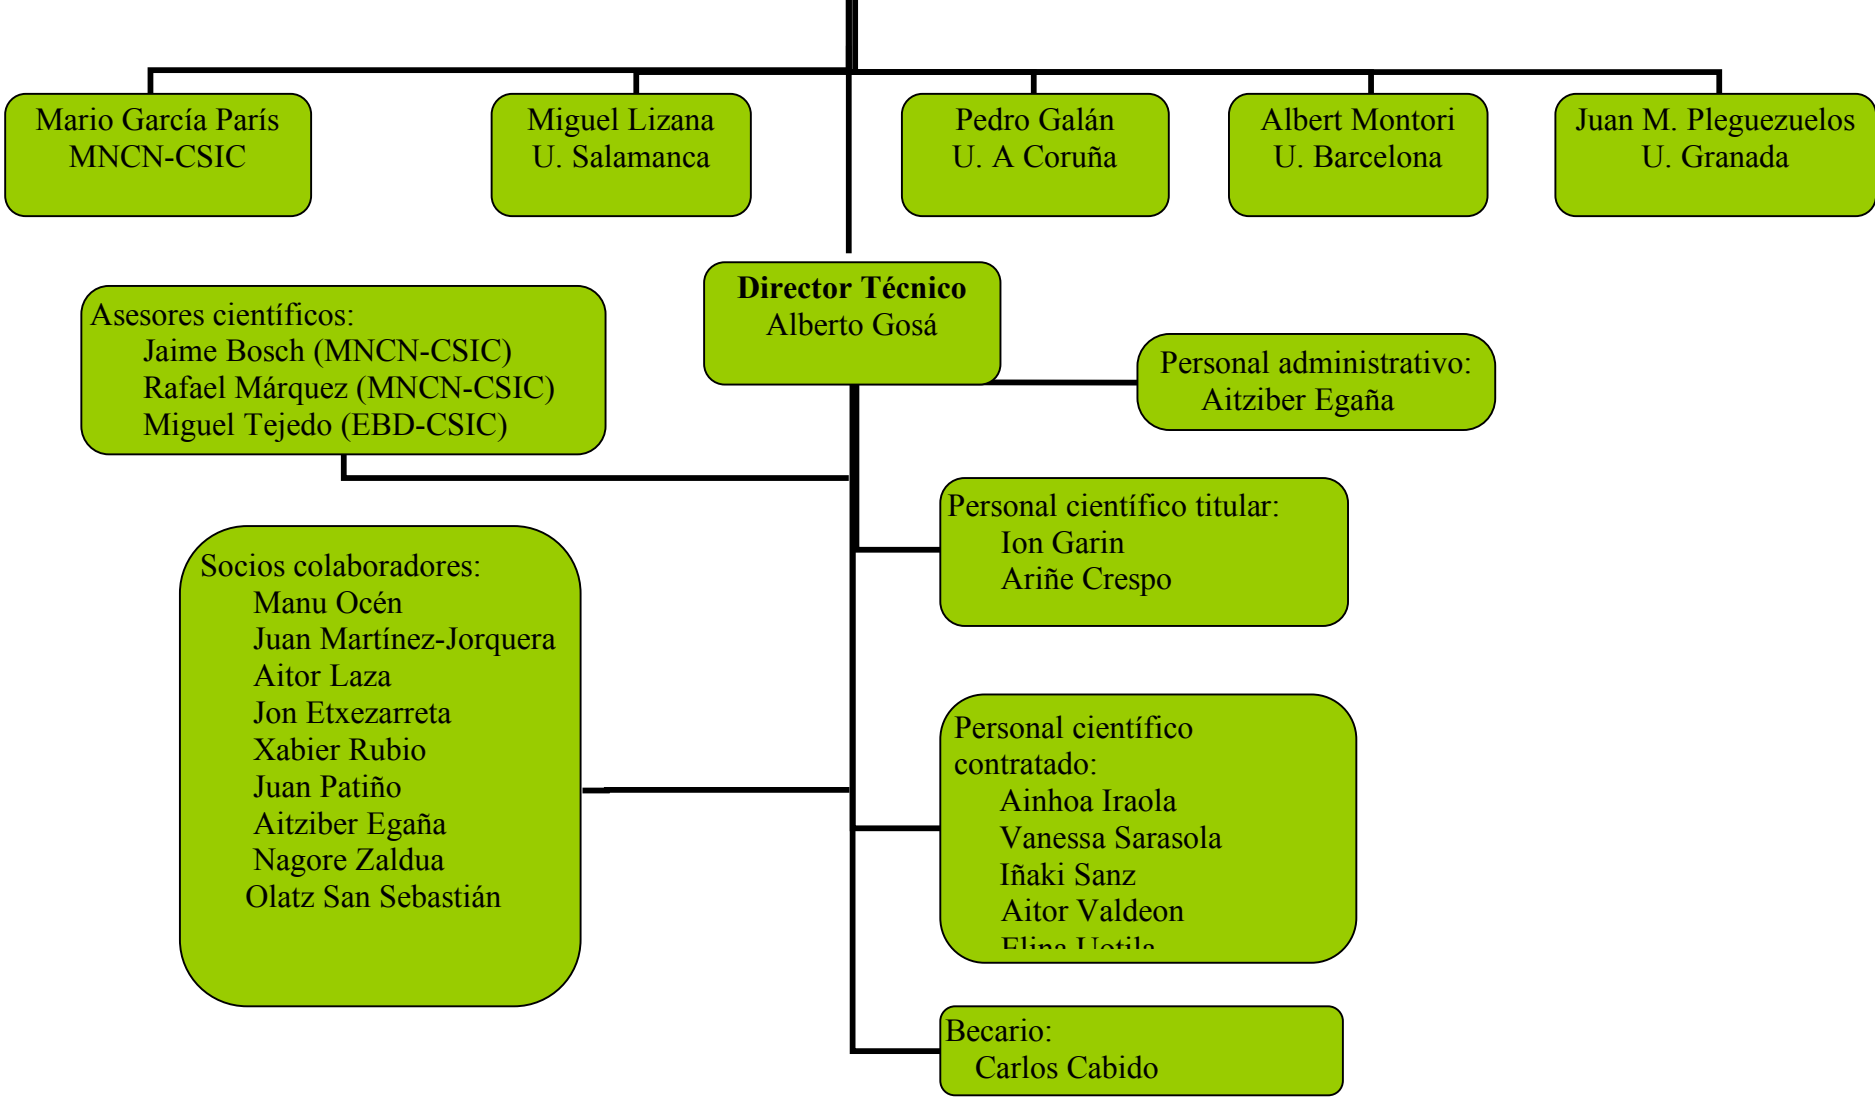 Mario García París
MNCN-CSIC
Miguel Lizana
U. Salamanca
Pedro Galán
U. A Coruña
Albert Montori
U. Barcelona
Juan M. Pleguezuelos
U. Granada
Director Técnico
Alberto Gosá
Asesores científicos:
Jaime Bosch (MNCN-CSIC)
Rafael Márquez (MNCN-CSIC)
Miguel Tejedo (EBD-CSIC)
Personal administrativo:
Aitziber Egaña
Personal científico titular:
Ion Garin
Ariñe Crespo
Socios colaboradores:
Manu Océn
Juan Martínez-Jorquera
Aitor Laza
Jon Etxezarreta
Xabier Rubio
Juan Patiño
Aitziber Egaña
Nagore Zaldua
Olatz San Sebastián
Personal científico
contratado:
Ainhoa Iraola
Vanessa Sarasola
Iñaki Sanz
Aitor Valdeon
Elina Uotila
Becario:
Carlos Cabido